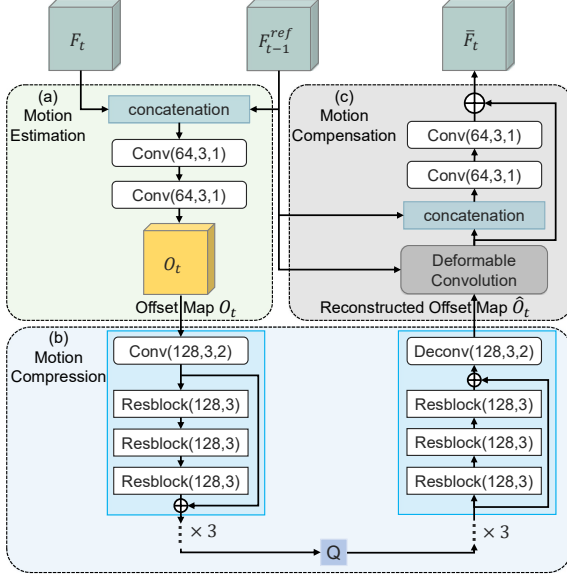 F_t
F_{t-1}^{ref}
F̄_t
(a)
Motion
Estimation
concatenation
Conv(64,3,1)
Conv(64,3,1)
O_t
Offset Map O_t
(c)
Motion
Compensation
Conv(64,3,1)
Conv(64,3,1)
concatenation
Deformable
Convolution
Reconstructed Offset Map Ô_t
(b)
Motion
Compression
Conv(128,3,2)
Resblock(128,3)
Resblock(128,3)
Resblock(128,3)
× 3
Q
Deconv(128,3,2)
Resblock(128,3)
Resblock(128,3)
Resblock(128,3)
× 3